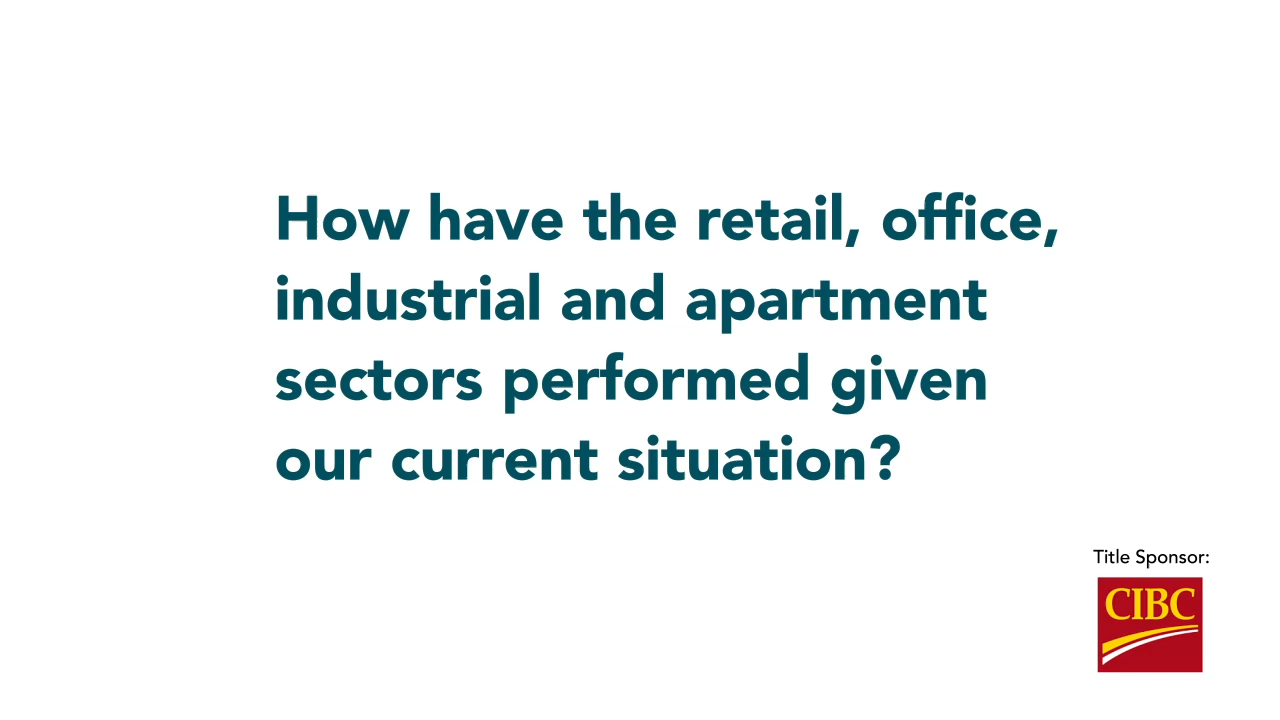 How have the retail, office,
industrial and apartment
sectors performed given
our current situation?
Title Sponsor:
CIBC